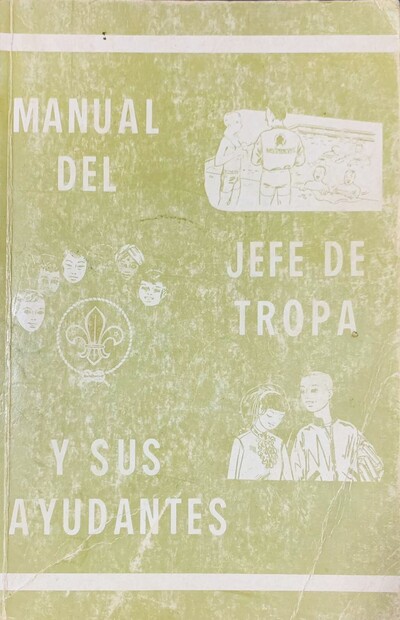 MANUAL
DEL
JEFE DE
TROPA
Y SUS
AYUDANTES